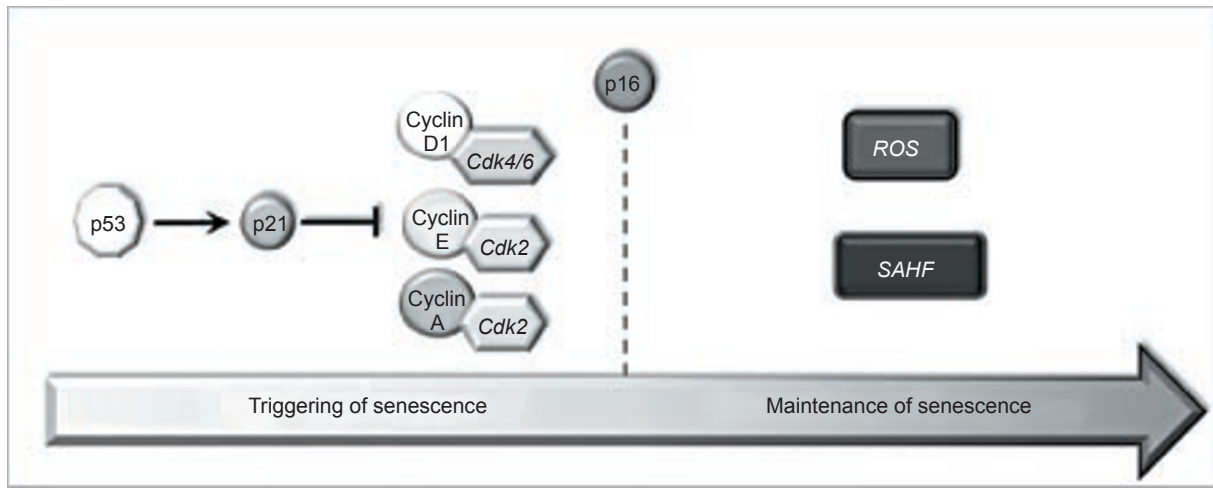 p53
p21
Cyclin
D1
Cdk4/6
Cyclin
E
Cdk2
Cyclin
A
Cdk2
p16
ROS
SAHF
Triggering of senescence
Maintenance of senescence